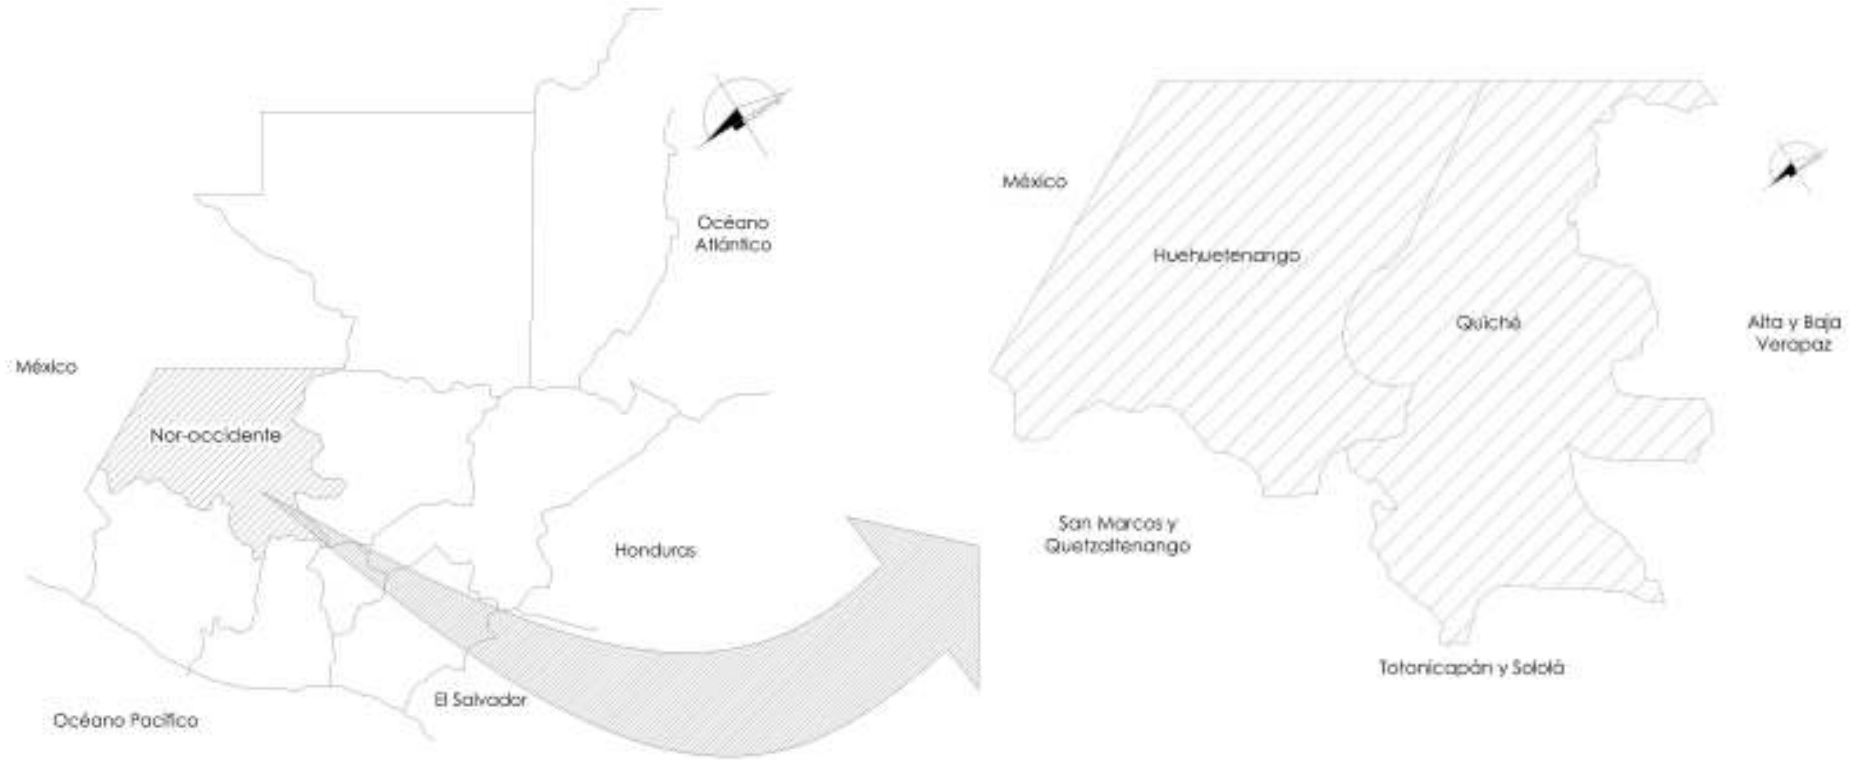 Océano
Atlántico
México
Nor-occidente
Honduras
El Salvador
Océano Pacífico
México
Huehuetenango
Quiché
Alta y Baja
Verapaz
San Marcos y
Quetzaltenango
Totonicapán y Sololá